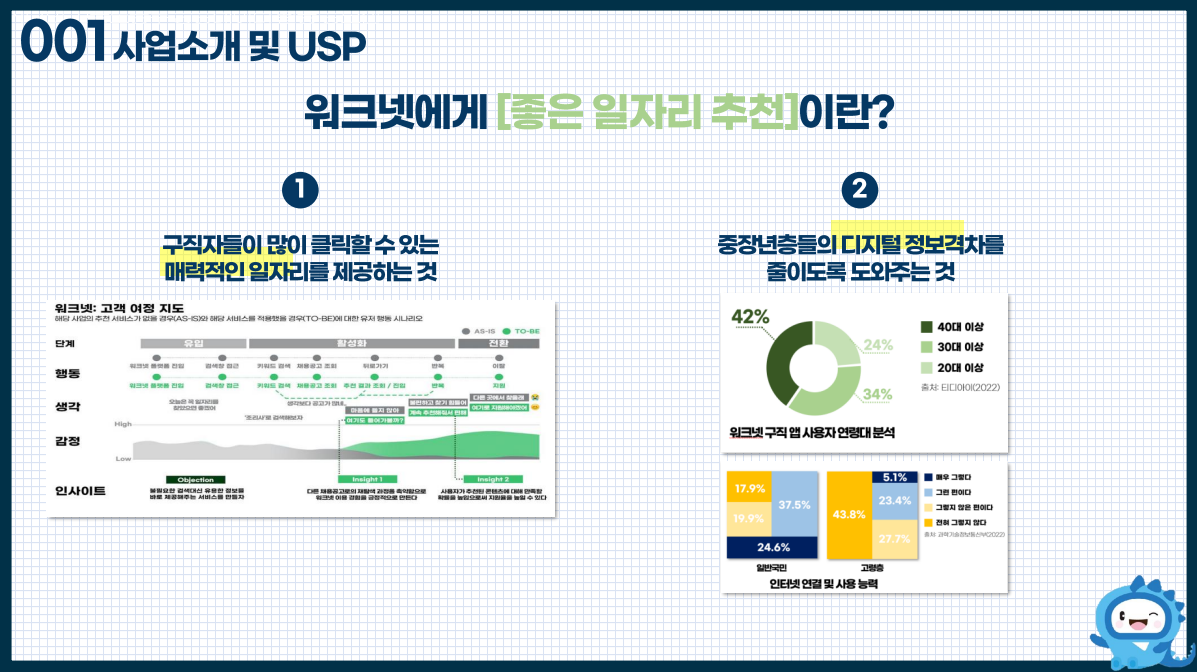 001 사업소개 및 USP
워크넷에게 [좋은 일자리 추천]이란?
1
구직자들이 많이 클릭할 수 있는
매력적인 일자리를 제공하는 것
워크넷: 고객 여정 지도
해당 사업의 추천 서비스가 없을 경우(AS-IS)와 해당 서비스를 적용했을 경우(TO-BE)에 대한 유저 행동 시나리오
AS-IS TO-BE
단계 유입 활성화 전환
행동
워크넷 플랫폼 진입 검색창 접근 키워드 검색 채용공고 조회 뒤로가기 반복 이탈
워크넷 플랫폼 진입 검색창 접근 키워드 검색 채용공고 조회 추천 결과 조회 / 진입 반복 지원
생각
오늘은 꼭 일자리를
찾았으면 좋겠어
'조리사'로 검색해보자
생각보다 공고가 많네..
마음에 들지 않아
여기도 들어가볼까?
불편하고 찾기 힘들어
계속 추천해줘서 편해
다른 곳에서 찾을래
여기로 지원해야겠어
감정
High
Low
인사이트
Objection
불필요한 검색대신 유용한 정보를
바로 제공해주는 서비스를 만들자
Insight 1
다른 채용공고로의 재탐색 과정을 축약함으로
워크넷 이용 경험을 긍정적으로 만든다
Insight 2
사용자가 추천된 콘텐츠에 대해 만족할
확률을 높임으로써 지원율을 높일 수 있다
2
중장년층들의 디지털 정보격차를
줄이도록 도와주는 것
42%
24%
34%
40대 이상
30대 이상
20대 이상
출처: 티디아이(2022)
워크넷 구직 앱 사용자 연령대 분석
17.9%
37.5%
19.9%
24.6%
일반국민
43.8%
5.1%
23.4%
27.7%
고령층
매우 그렇다
그런 편이다
그렇지 않은 편이다
전혀 그렇지 않다
출처: 과학기술정보통신부(2022)
인터넷 연결 및 사용 능력